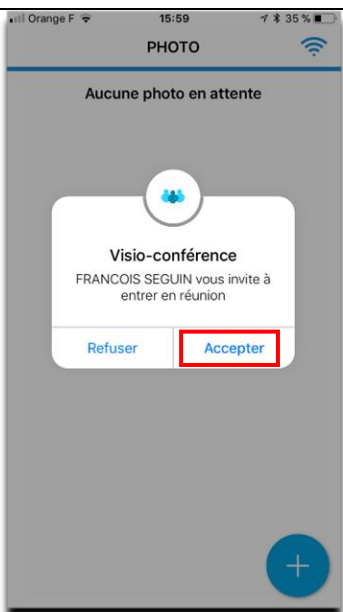 Orange F 15:59 35 %
PHOTO
Aucune photo en attente
Visio-conférence
FRANCOIS SEGUIN vous invite à
entrer en réunion
Refuser Accepter